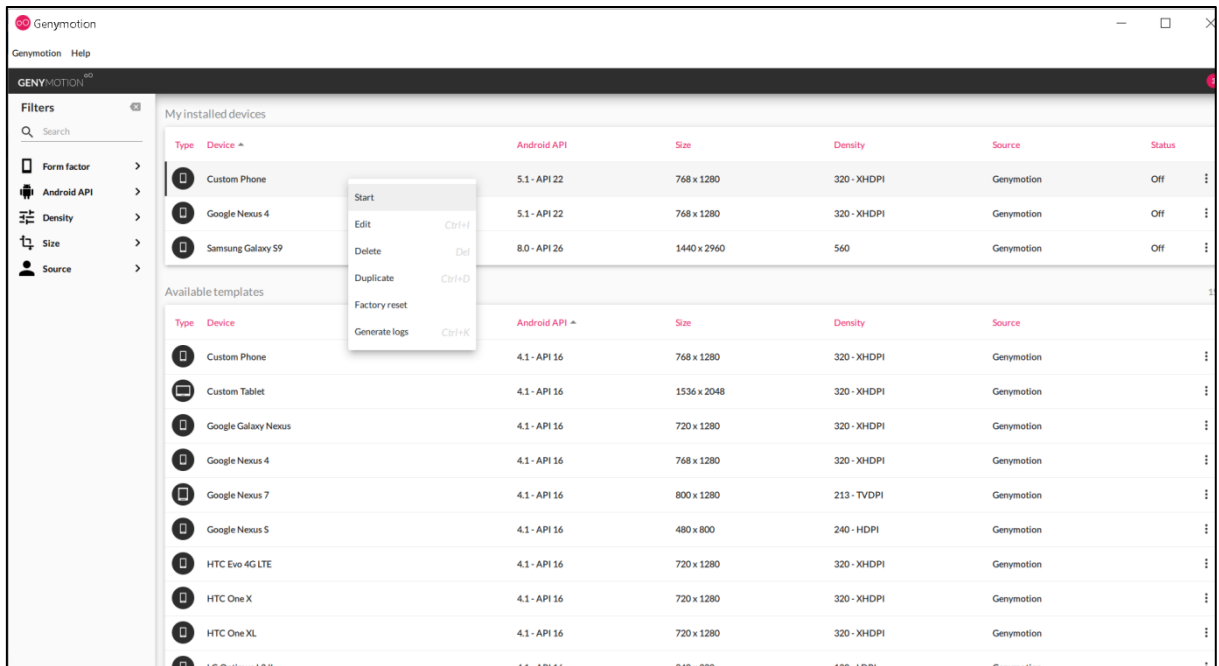 Genymotion
Genymotion Help
GENYMOTION oO
Filters
Search
Form factor
Android API
Density
Size
Source
My installed devices
Type Device Android API Size Density Source Status
Custom Phone 5.1 - API 22 768 x 1280 320 - XHDPI Genymotion Off
Google Nexus 4 5.1 - API 22 768 x 1280 320 - XHDPI Genymotion Off
Samsung Galaxy S9 8.0 - API 26 1440 x 2960 560 Genymotion Off
Start
Edit Ctrl+I
Delete Del
Duplicate Ctrl+D
Factory reset
Generate logs Ctrl+K
Available templates
Type Device Android API Size Density Source
Custom Phone 4.1 - API 16 768 x 1280 320 - XHDPI Genymotion
Custom Tablet 4.1 - API 16 1536 x 2048 320 - XHDPI Genymotion
Google Galaxy Nexus 4.1 - API 16 720 x 1280 320 - XHDPI Genymotion
Google Nexus 4 4.1 - API 16 768 x 1280 320 - XHDPI Genymotion
Google Nexus 7 4.1 - API 16 800 x 1280 213 - TVDPI Genymotion
Google Nexus S 4.1 - API 16 480 x 800 240 - HDPI Genymotion
HTC Evo 4G LTE 4.1 - API 16 720 x 1280 320 - XHDPI Genymotion
HTC One X 4.1 - API 16 720 x 1280 320 - XHDPI Genymotion
HTC One XL 4.1 - API 16 720 x 1280 320 - XHDPI Genymotion